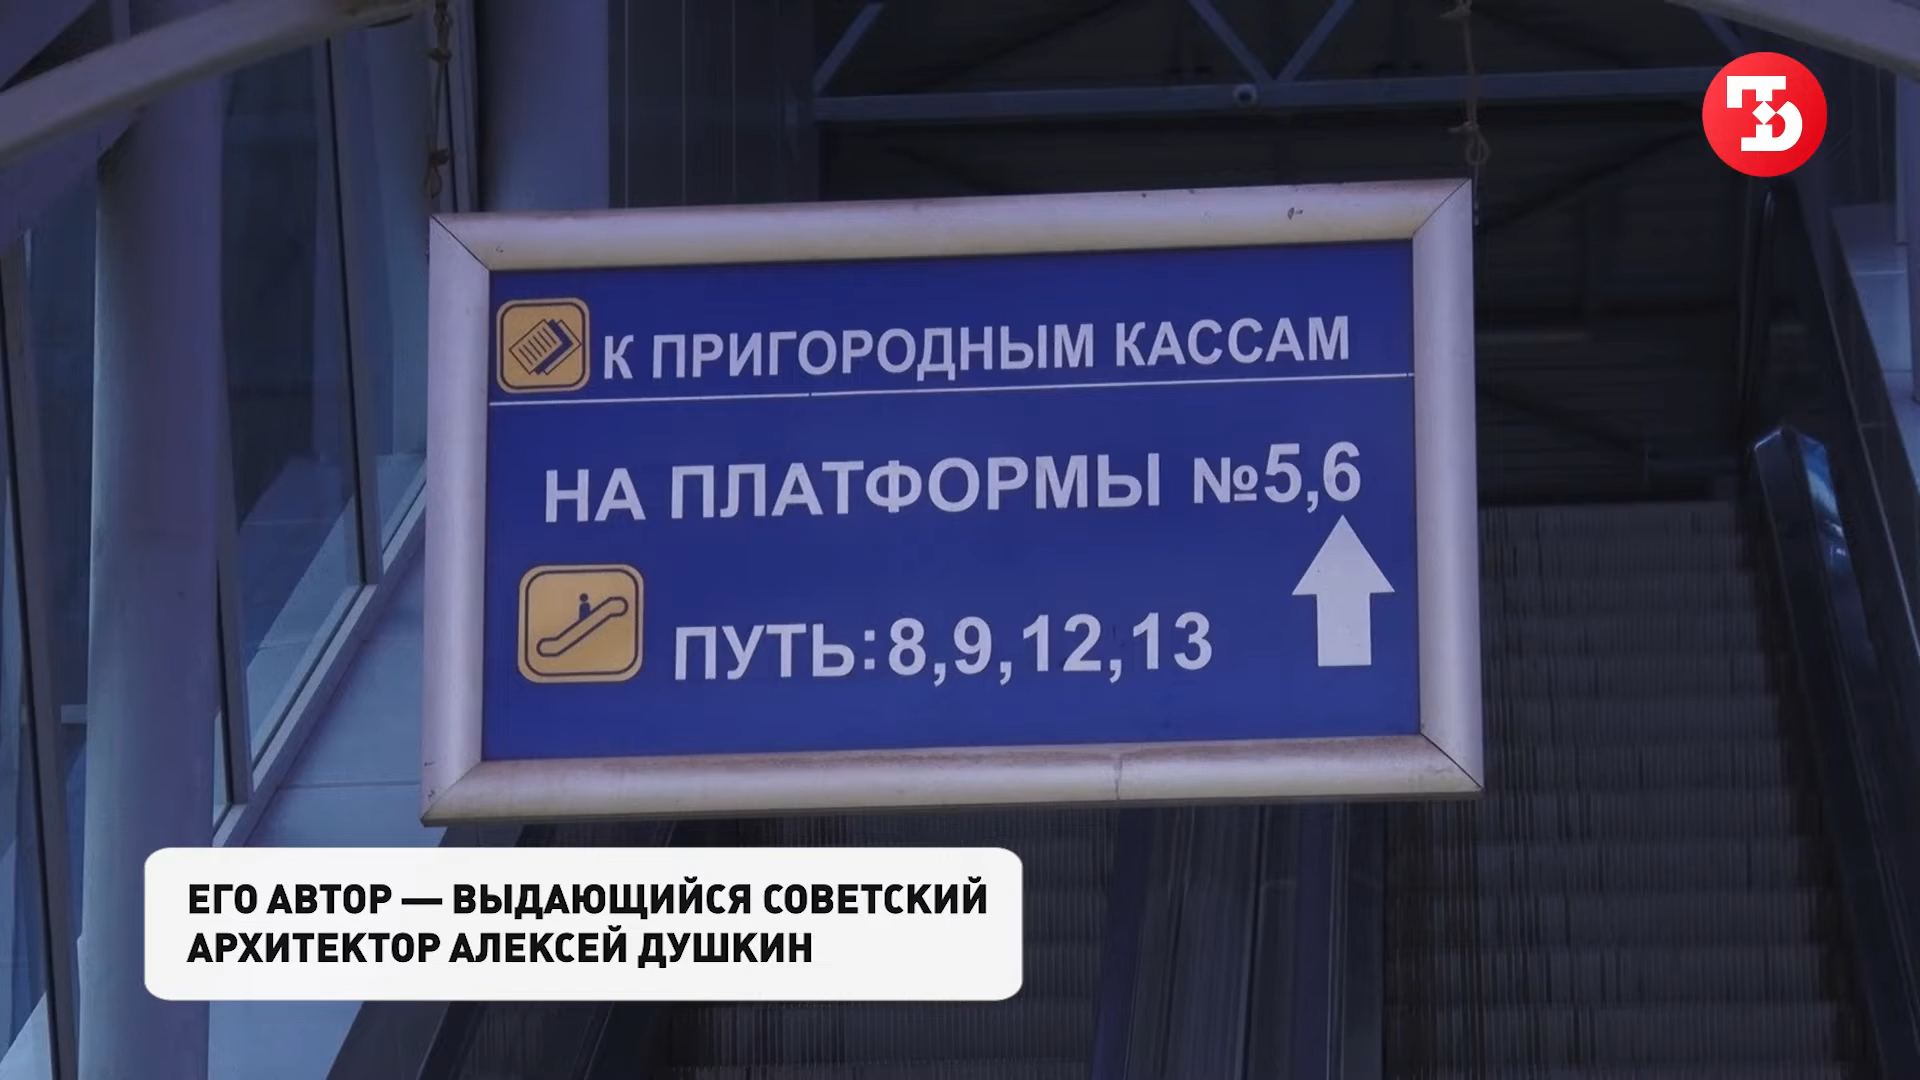 К ПРИГОРОДНЫМ КАССАМ
НА ПЛАТФОРМЫ №5,6
ПУТЬ:8,9,12,13
ЕГО АВТОР — ВЫДАЮЩИЙСЯ СОВЕТСКИЙ
АРХИТЕКТОР АЛЕКСЕЙ ДУШКИН